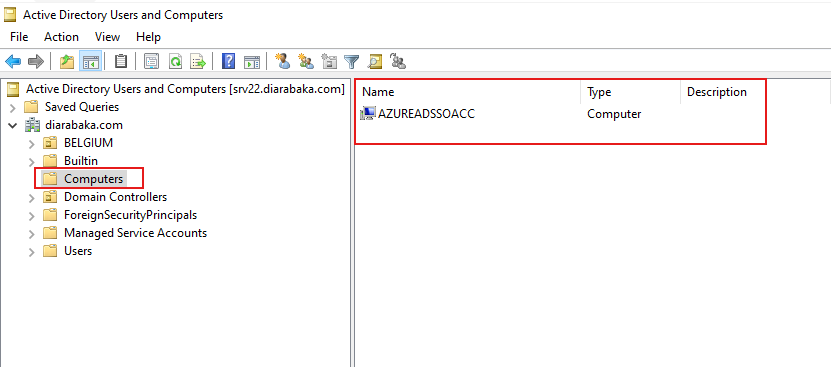 Active Directory Users and Computers
File Action View Help
Active Directory Users and Computers [srv22.diarabaka.com]
Saved Queries
diarabaka.com
BELGIUM
Builtin
Computers
Domain Controllers
ForeignSecurityPrincipals
Managed Service Accounts
Users
Name Type Description
AZUREADSSOACC Computer